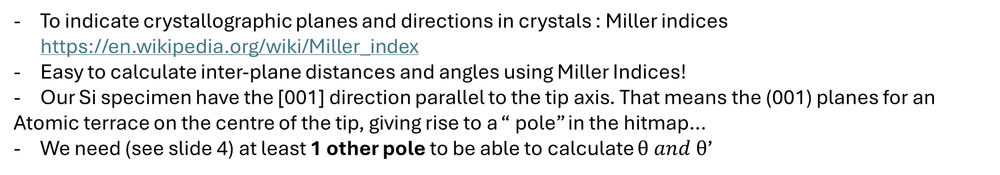 - To indicate crystallographic planes and directions in crystals : Miller indices
https://en.wikipedia.org/wiki/Miller_index
- Easy to calculate inter-plane distances and angles using Miller Indices!
- Our Si specimen have the [001] direction parallel to the tip axis. That means the (001) planes for an
Atomic terrace on the centre of the tip, giving rise to a “ pole” in the hitmap…
- We need (see slide 4) at least 1 other pole to be able to calculate θ and θ’